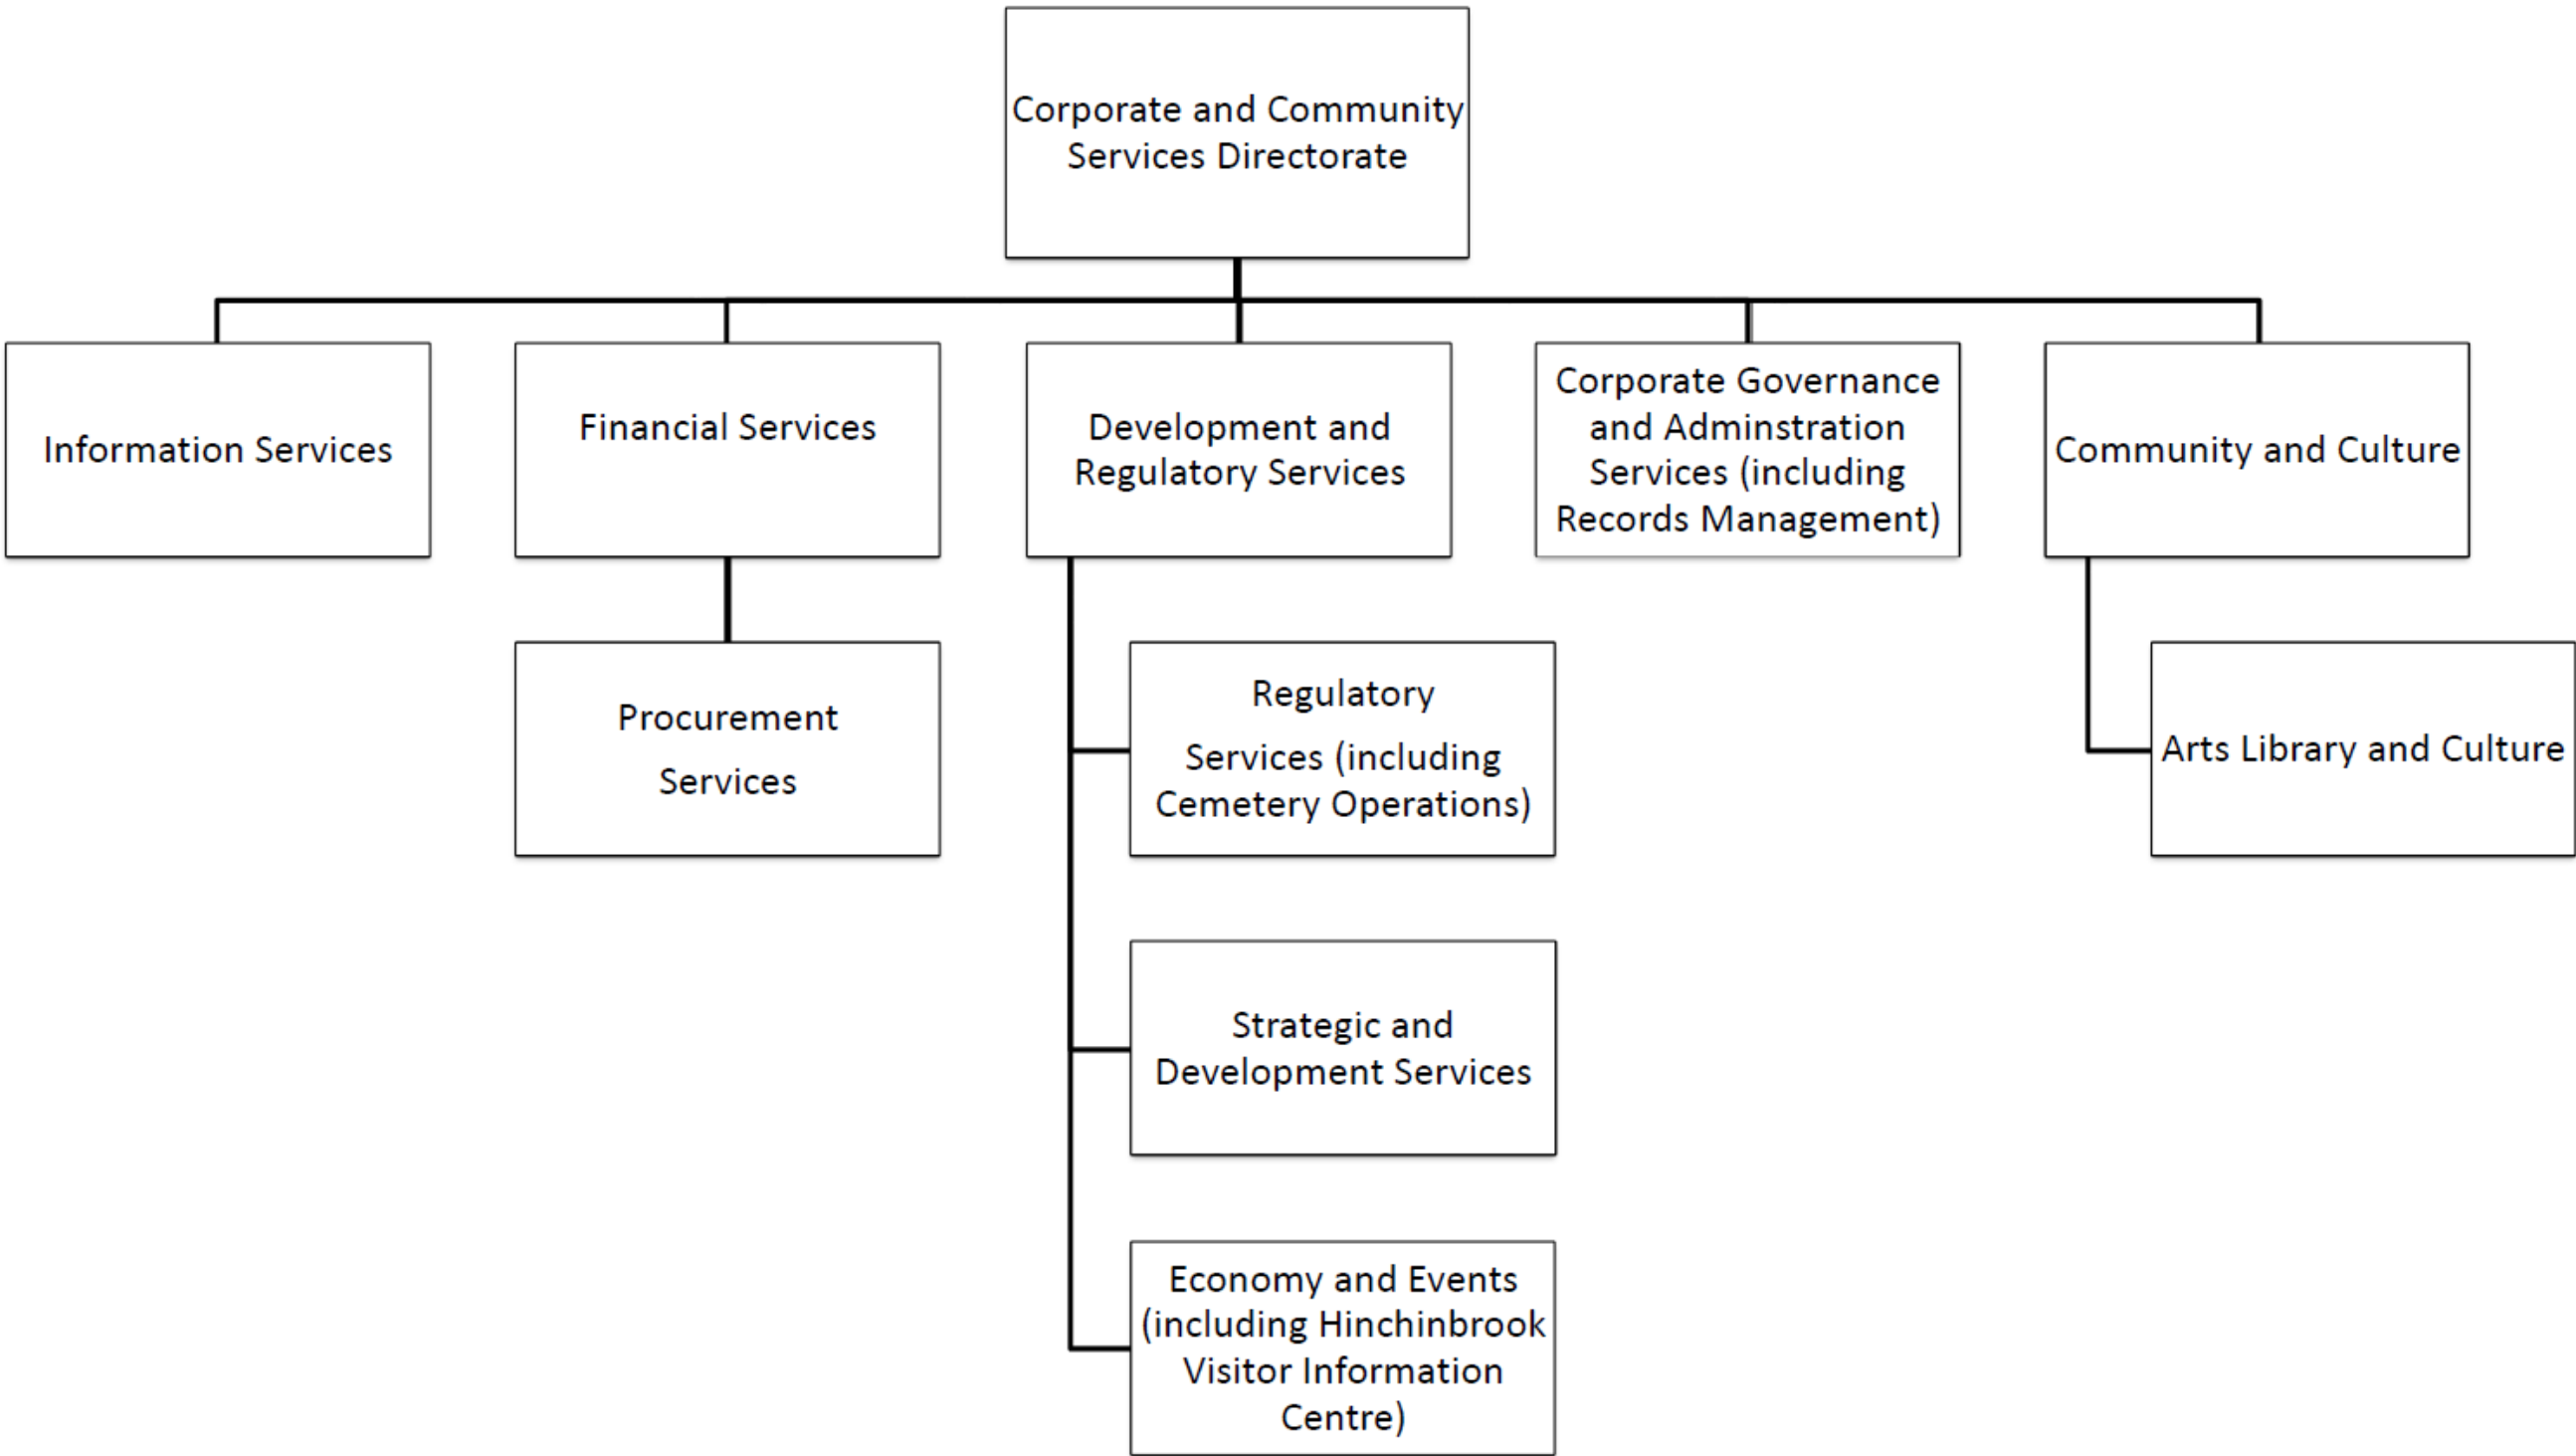 Corporate and Community
Services Directorate
Information Services
Financial Services
Development and
Regulatory Services
Corporate Governance
and Adminstration
Services (including
Records Management)
Community and Culture
Procurement
Services
Regulatory
Services (including
Cemetery Operations)
Arts Library and Culture
Strategic and
Development Services
Economy and Events
(including Hinchinbrook
Visitor Information
Centre)